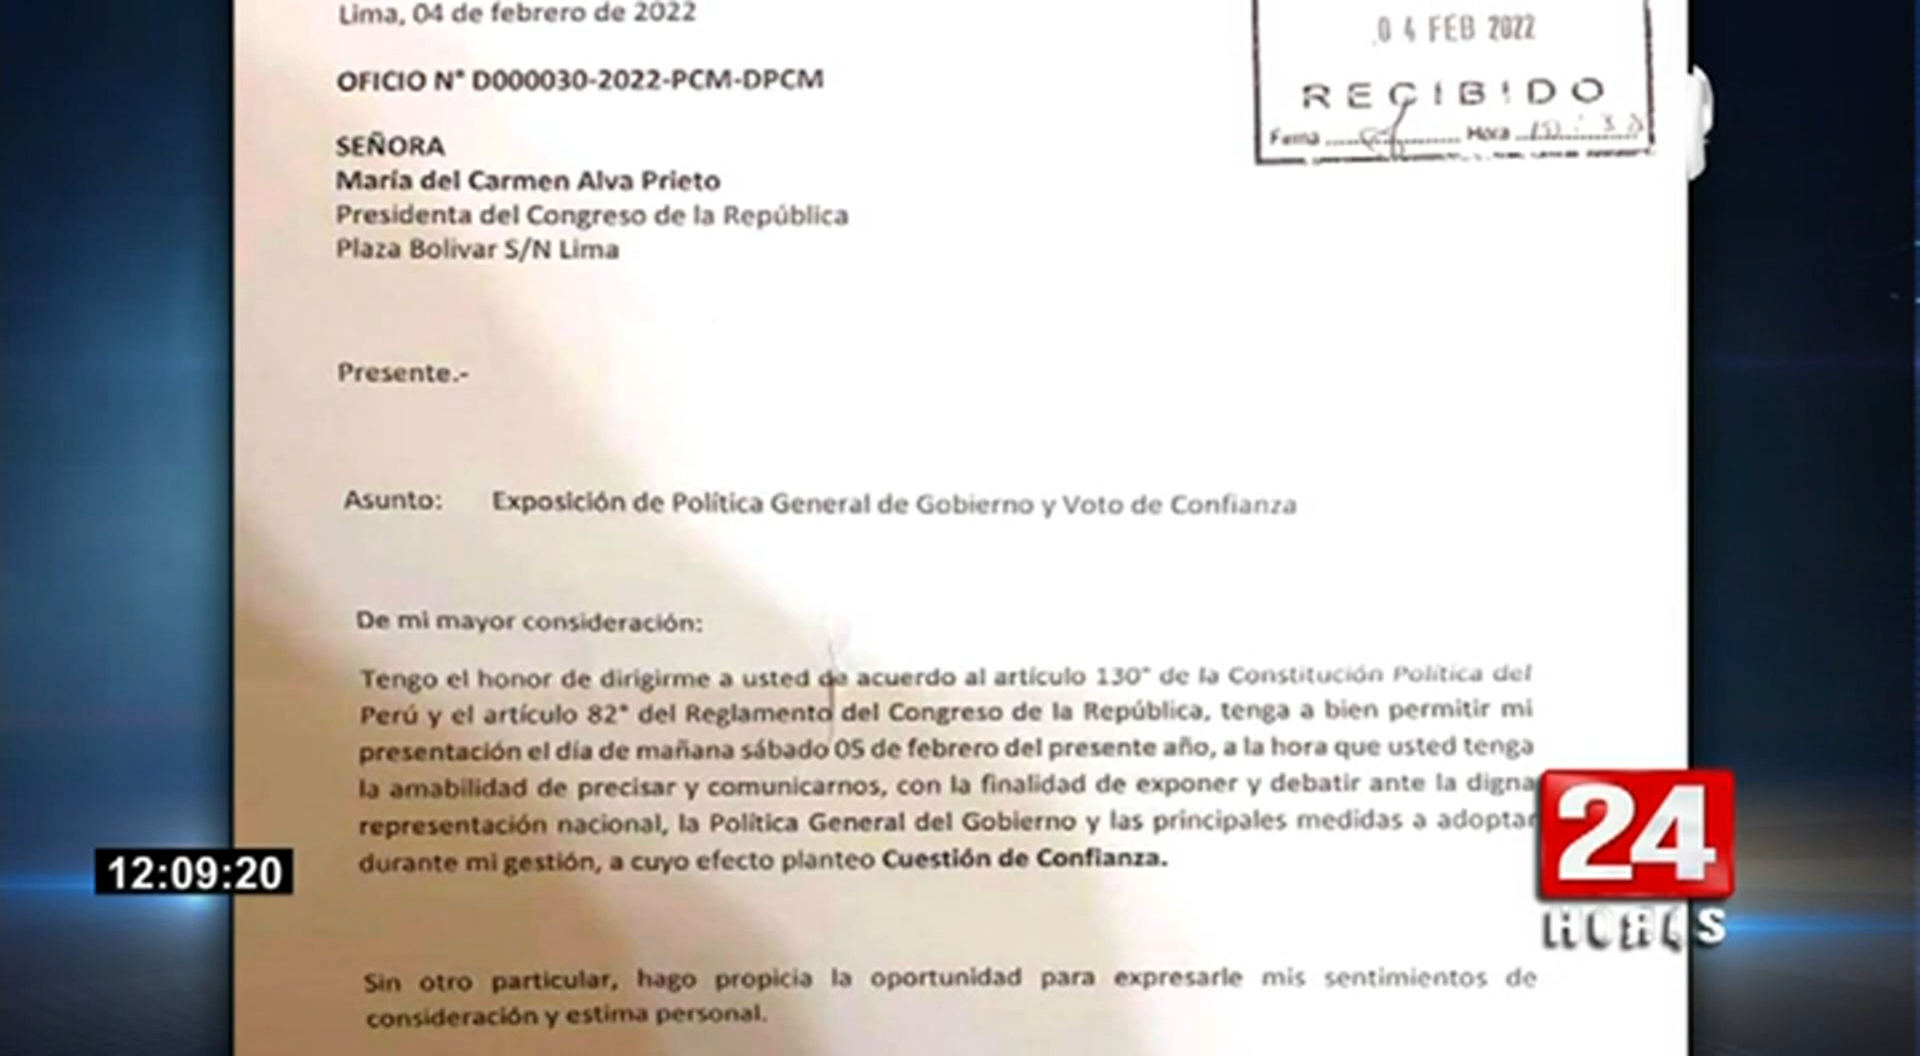 Lima, 04 de febrero de 2022
04 FEB 2022
RECIBIDO
Firma Hora
OFICIO N° D000030-2022-PCM-DPCM
SEÑORA
María del Carmen Alva Prieto
Presidenta del Congreso de la República
Plaza Bolivar S/N Lima
Presente.-
Asunto: Exposición de Política General de Gobierno y Voto de Confianza
De mi mayor consideración:
Tengo el honor de dirigirme a usted de acuerdo al artículo 130° de la Constitución Política del
Perú y el artículo 82° del Reglamento del Congreso de la República, tenga a bien permitir mi
presentación el día de mañana sábado 05 de febrero del presente año, a la hora que usted tenga
la amabilidad de precisar y comunicarnos, con la finalidad de exponer y debatir ante la digna
representación nacional, la Política General del Gobierno y las principales medidas a adoptar
durante mi gestión, a cuyo efecto planteo Cuestión de Confianza.
12:09:20
24
HORAS
Sin otro particular, hago propicia la oportunidad para expresarle mis sentimientos de
consideración y estima personal.